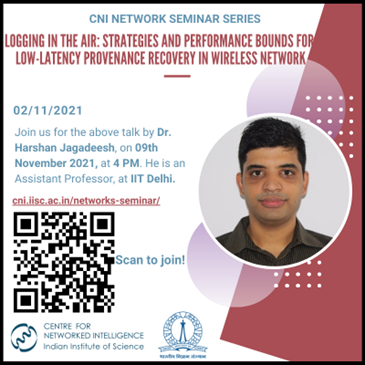 CNI NETWORK SEMINAR SERIES
LOGGING IN THE AIR: STRATEGIES AND PERFORMANCE BOUNDS FOR
LOW-LATENCY PROVENANCE RECOVERY IN WIRELESS NETWORK
02/11/2021
Join us for the above talk by Dr.
Harshan Jagadeesh, on 09th
November 2021, at 4 PM. He is an
Assistant Professor, at IIT Delhi.
cni.iisc.ac.in/networks-seminar/
Scan to join!
CENTRE FOR
NETWORKED INTELLIGENCE
Indian Institute of Science